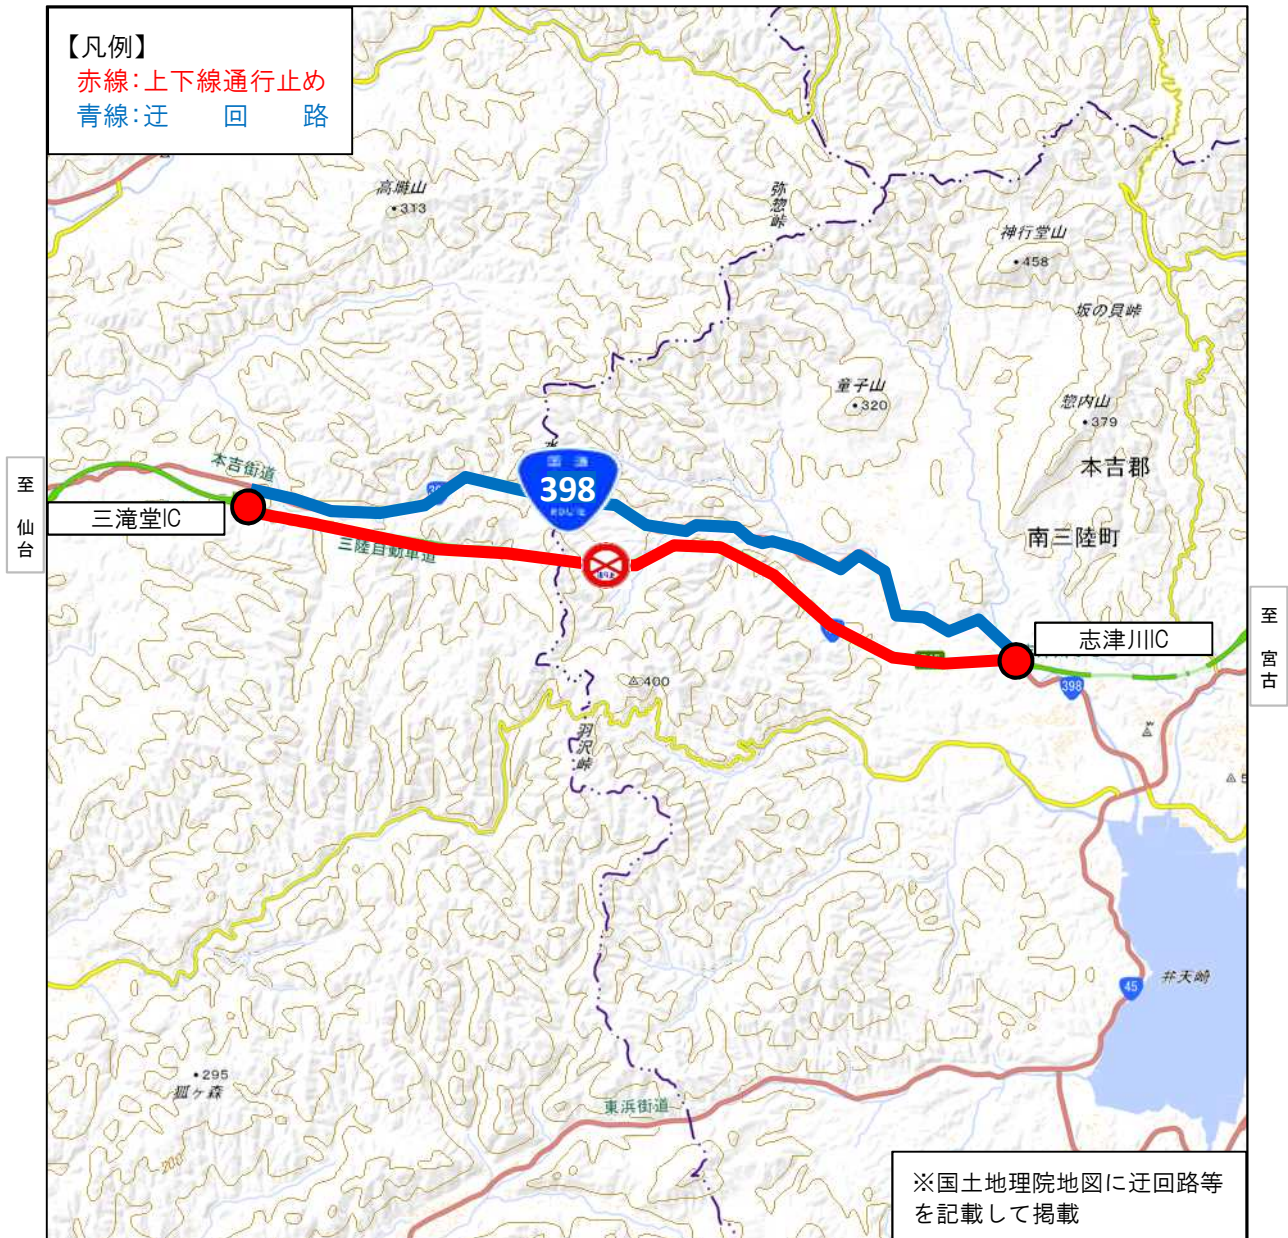 【凡例】
赤線：上下線通行止め
青線：迂回路
高畷山
313
弥惣峠
神行堂山
458
坂の貝峠
童子山
320
惣内山
379
本吉郡
本吉街道
国道
398
ROUTE
至 仙台
三滝堂IC
三陸自動車道
南三陸町
至 宮古
志津川IC
398
400
羽沢峠
45
弁天崎
295
狐ヶ森
東浜街道
200
※国土地理院地図に迂回路等
を記載して掲載